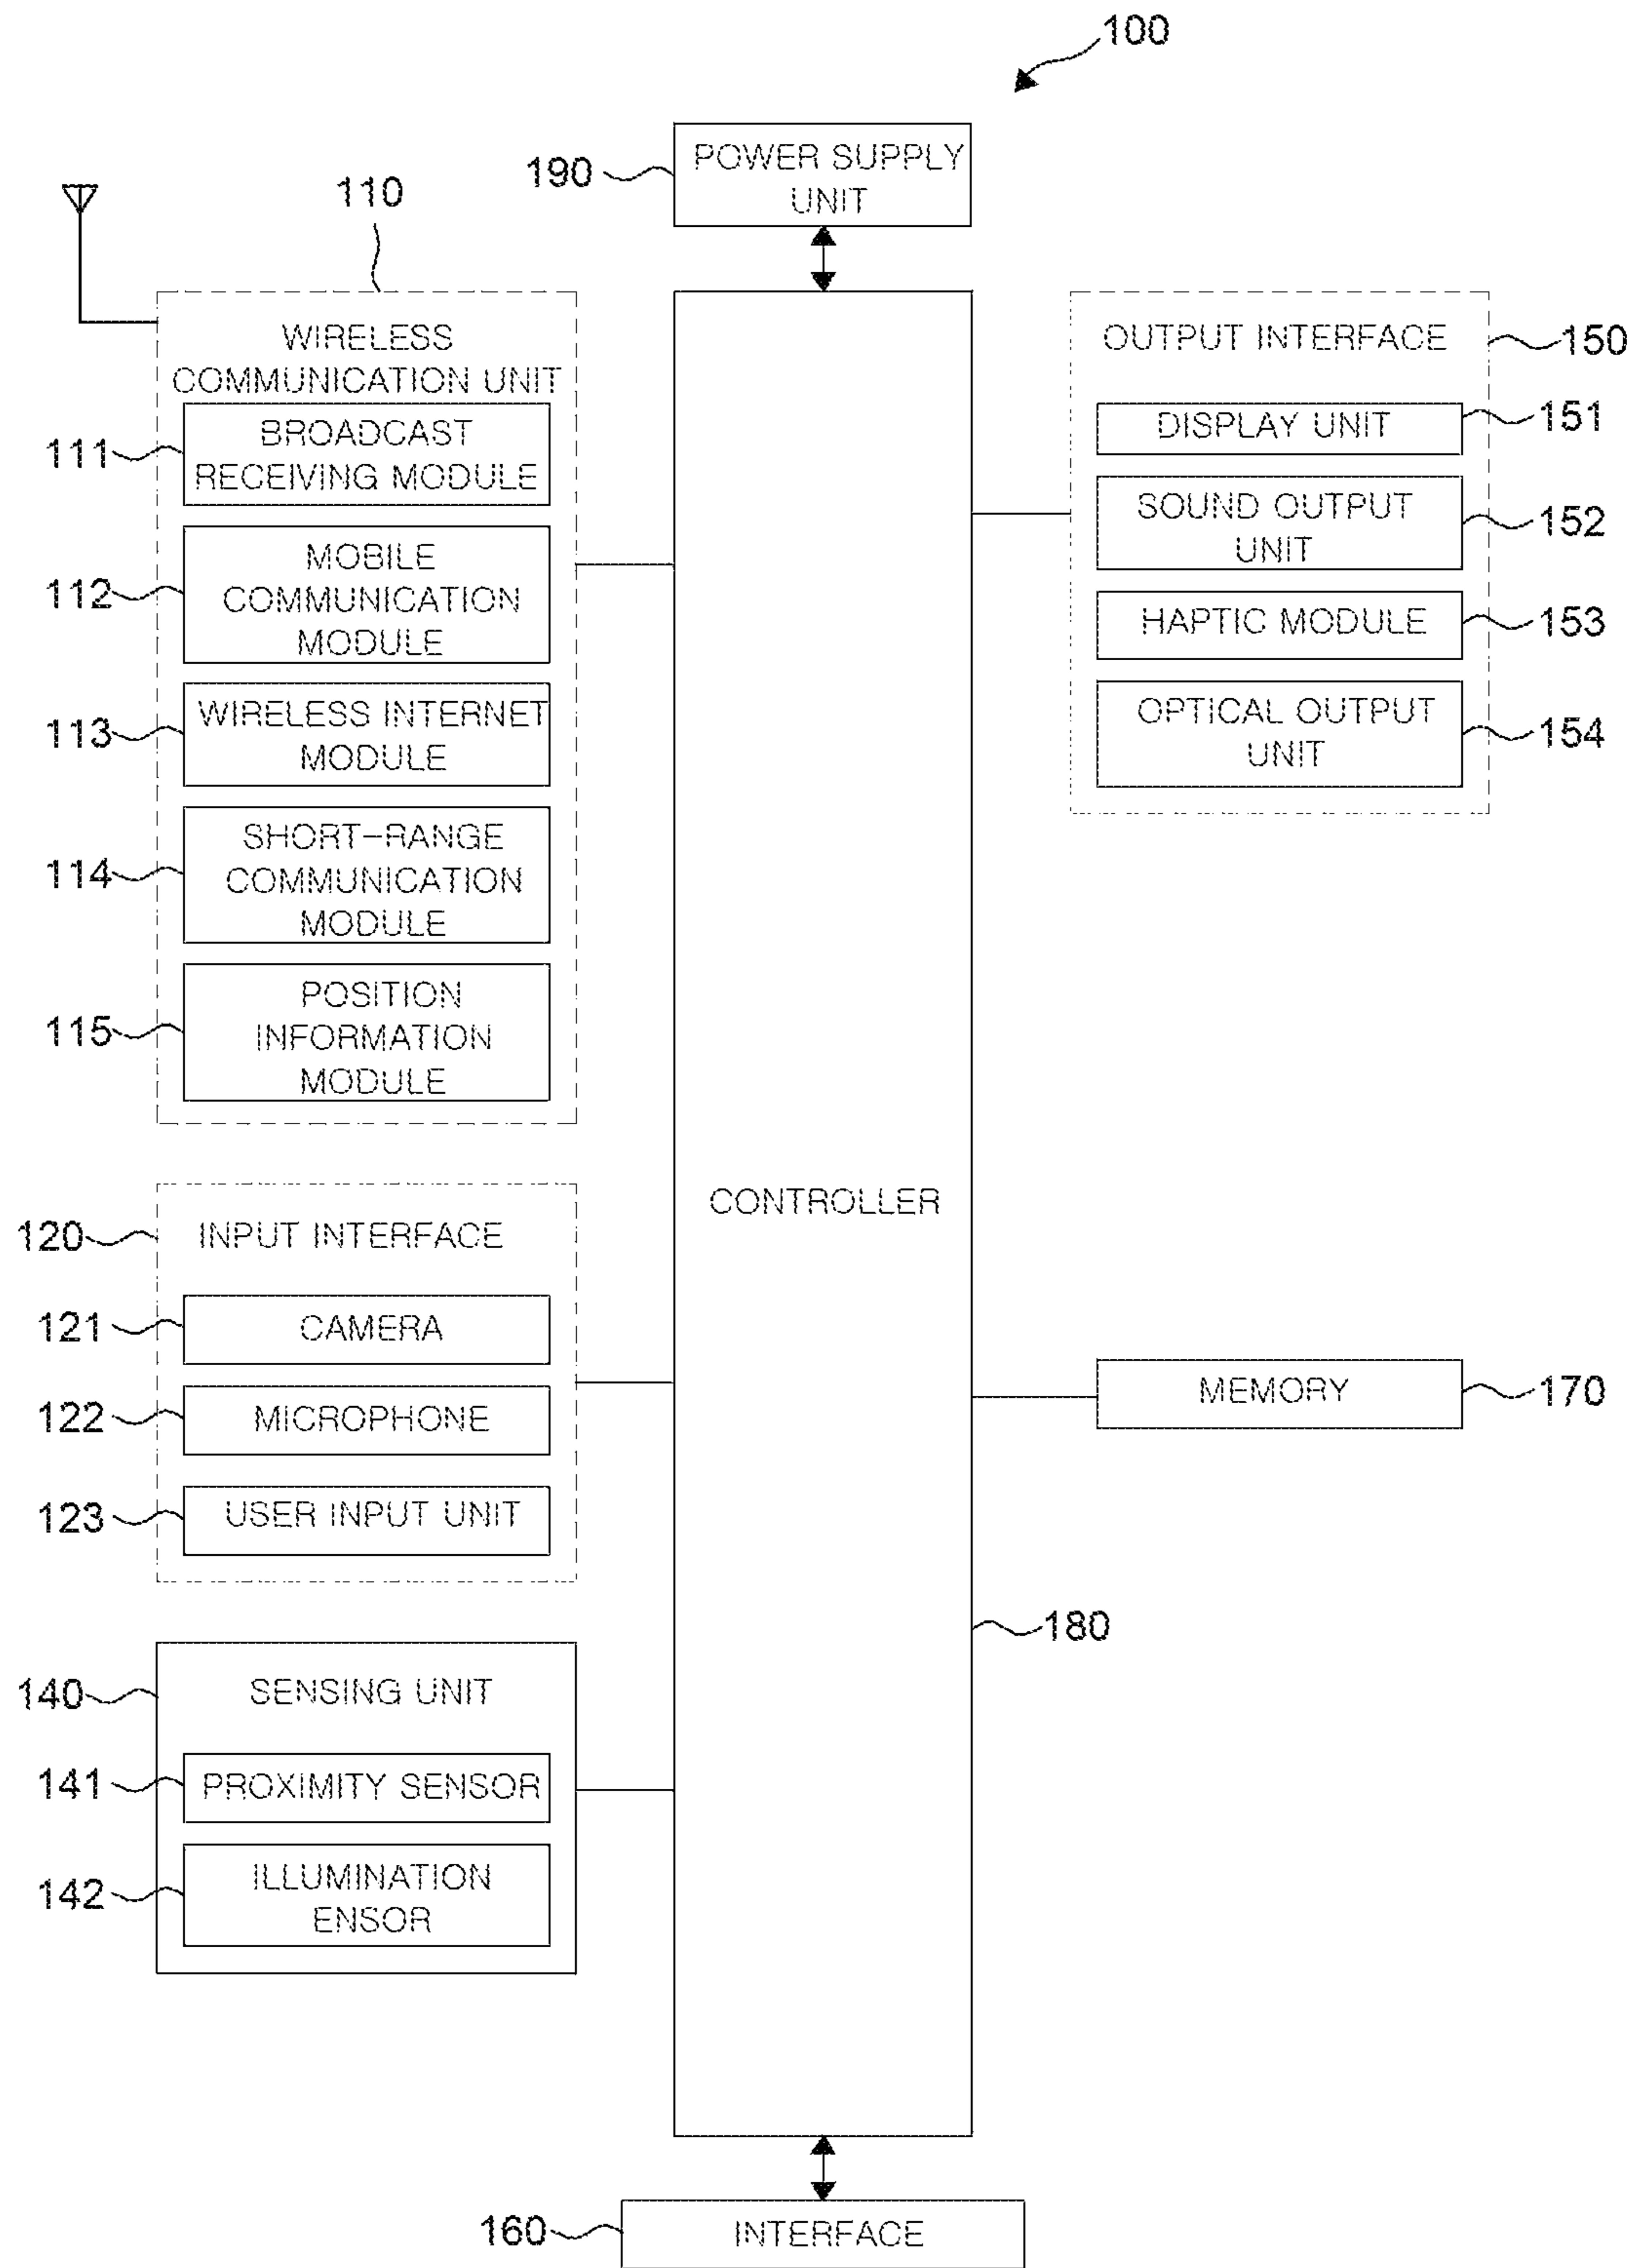 100
190
POWER SUPPLY
UNIT
110
WIRELESS
COMMUNICATION UNIT
111
BROADCAST
RECEIVING MODULE
112
MOBILE
COMMUNICATION
MODULE
113
WIRELESS INTERNET
MODULE
114
SHORT-RANGE
COMMUNICATION
MODULE
115
POSITION
INFORMATION
MODULE
120
INPUT INTERFACE
121
CAMERA
122
MICROPHONE
123
USER INPUT UNIT
140
SENSING UNIT
141
PROXIMITY SENSOR
142
ILLUMINATION
ENSOR
CONTROLLER
180
OUTPUT INTERFACE
150
DISPLAY UNIT
151
SOUND OUTPUT
UNIT
152
HAPTIC MODULE
153
OPTICAL OUTPUT
UNIT
154
MEMORY
170
160
INTERFACE